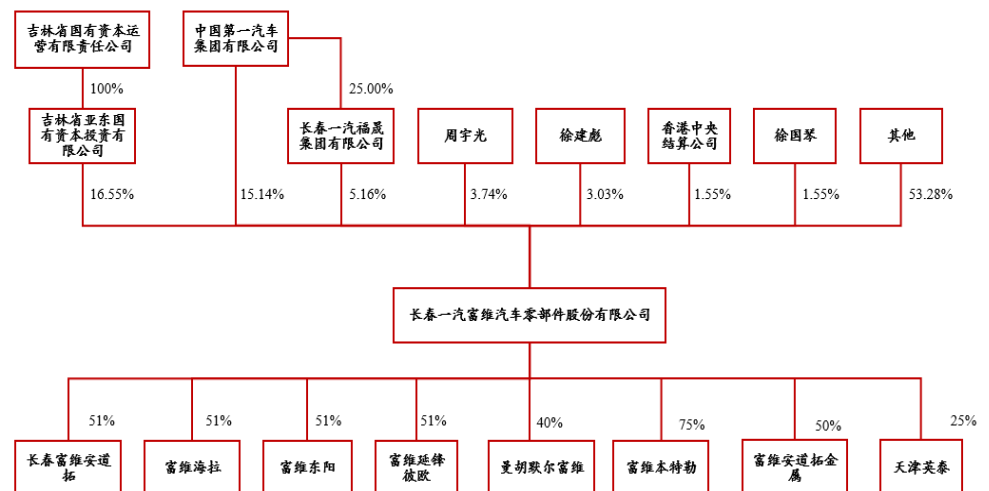 吉林省国有资本运
营有限责任公司
中国第一汽车
集团有限公司
100%
25.00%
吉林省亚东国
有资本投资有
限公司
长春一汽福晟
集团有限公司
周宇光
徐建彪
香港中央
结算公司
徐国琴
其他
16.55%
15.14%
5.16%
3.74%
3.03%
1.55%
1.55%
53.28%
长春一汽富维汽车零部件股份有限公司
51%
51%
51%
51%
40%
75%
50%
25%
长春富维安道
拓
富维海拉
富维东阳
富维延锋
彼欧
曼胡默尔富维
富维本特勒
富维安道拓金
属
天津英泰